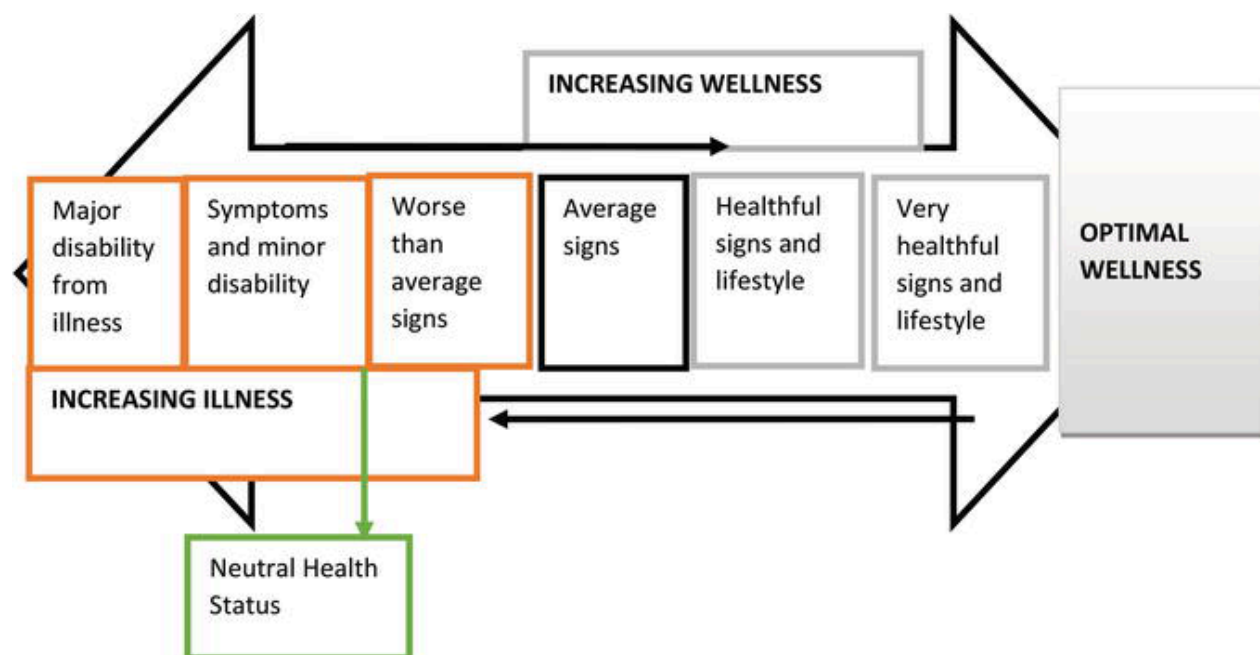 INCREASING WELLNESS
Major
disability
from
illness
Symptoms
and minor
disability
Worse
than
average
signs
Average
signs
Healthful
signs and
lifestyle
Very
healthful
signs and
lifestyle
OPTIMAL
WELLNESS
INCREASING ILLNESS
Neutral Health
Status